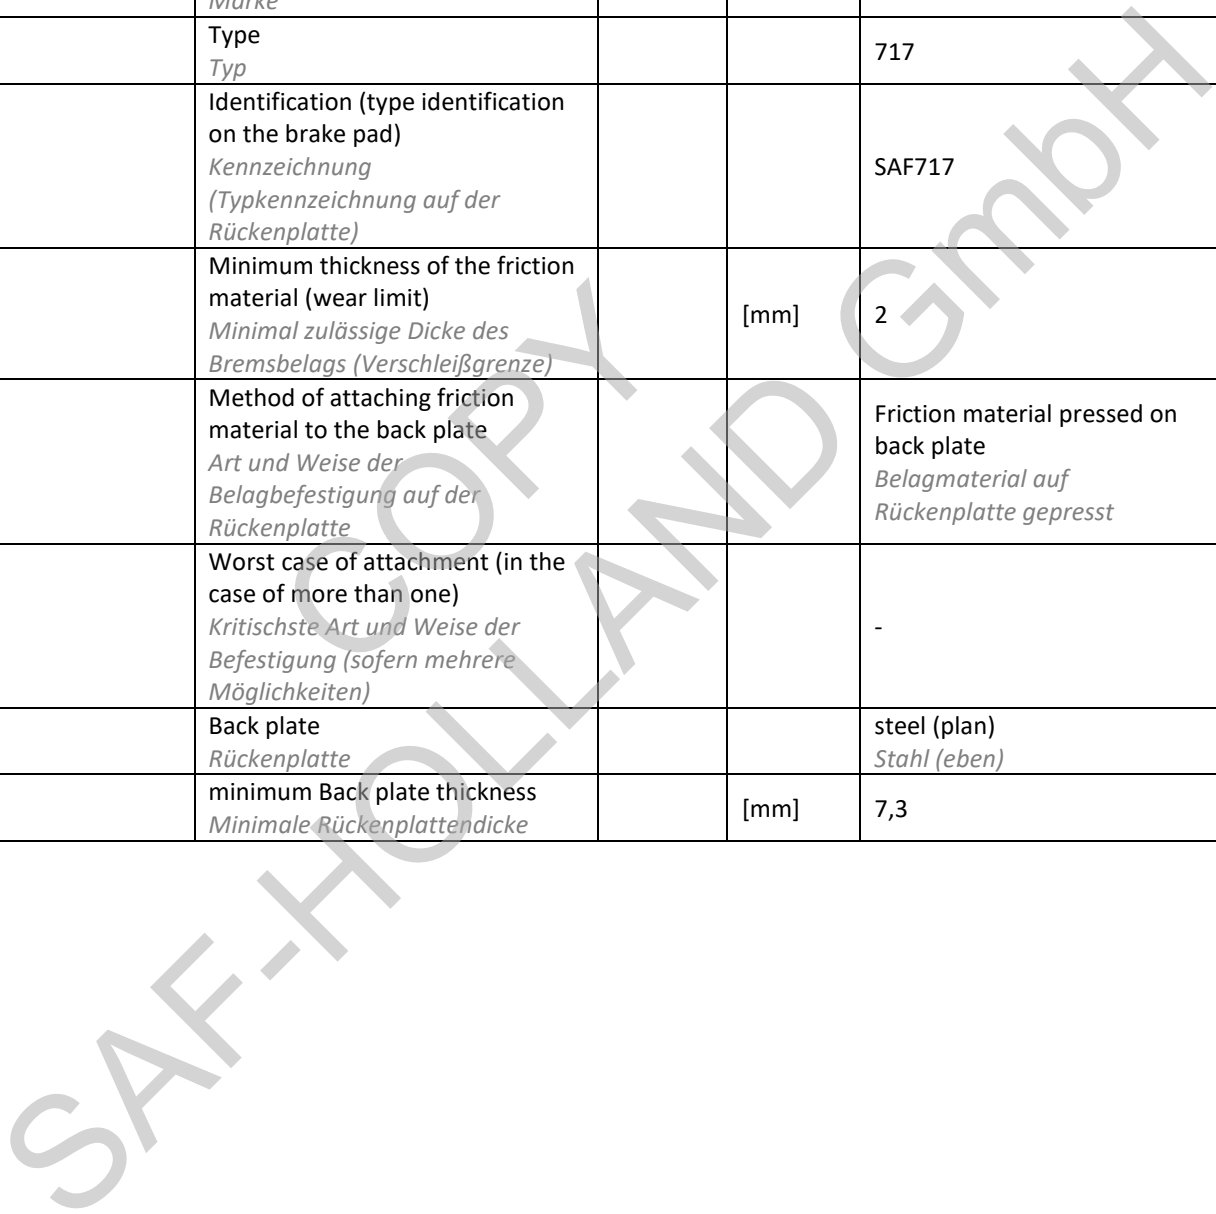 Marke
Type
Typ
717
Identification (type identification
on the brake pad)
Kennzeichnung
(Typkennzeichnung auf der
Rückenplatte)
SAF717
Minimum thickness of the friction
material (wear limit)
Minimal zulässige Dicke des
Bremsbelags (Verschleißgrenze)
[mm]
2
Method of attaching friction
material to the back plate
Art und Weise der
Belagbefestigung auf der
Rückenplatte
Friction material pressed on
back plate
Belagmaterial auf
Rückenplatte gepresst
Worst case of attachment (in the
case of more than one)
Kritischste Art und Weise der
Befestigung (sofern mehrere
Möglichkeiten)
-
Back plate
Rückenplatte
steel (plan)
Stahl (eben)
minimum Back plate thickness
Minimale Rückenplattendicke
[mm]
7,3
COPY
SAF-HOLLAND GmbH